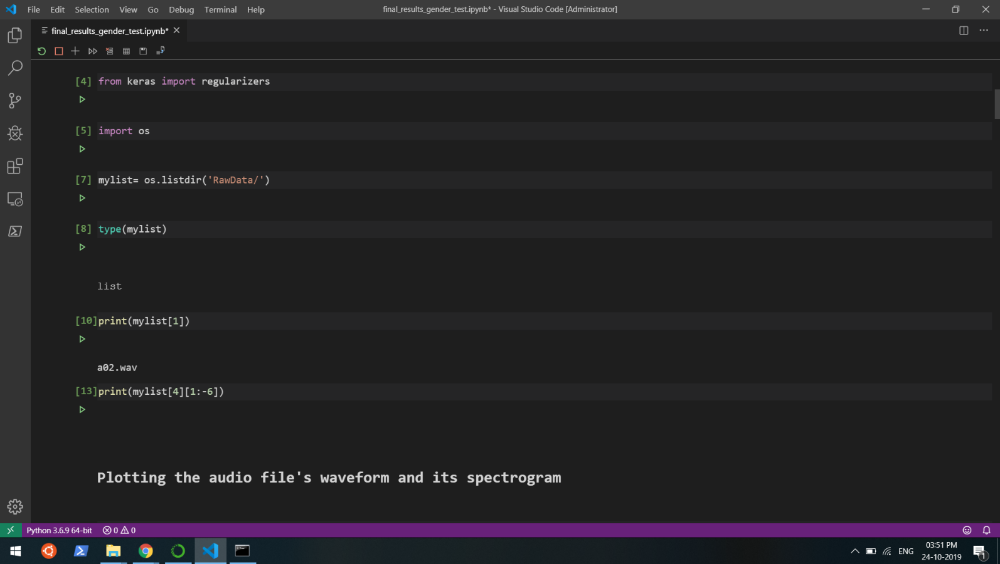 File Edit Selection View Go Debug Terminal Help
final_results_gender_test.ipynb* - Visual Studio Code [Administrator]
final_results_gender_test.ipynb*
[4] from keras import regularizers
[5] import os
[7] mylist= os.listdir('RawData/')
[8] type(mylist)
list
[10]print(mylist[1])
a02.wav
[13]print(mylist[4][1:-6])
Plotting the audio file's waveform and its spectrogram
Python 3.6.9 64-bit 0 0
ENG
03:51 PM
24-10-2019
1